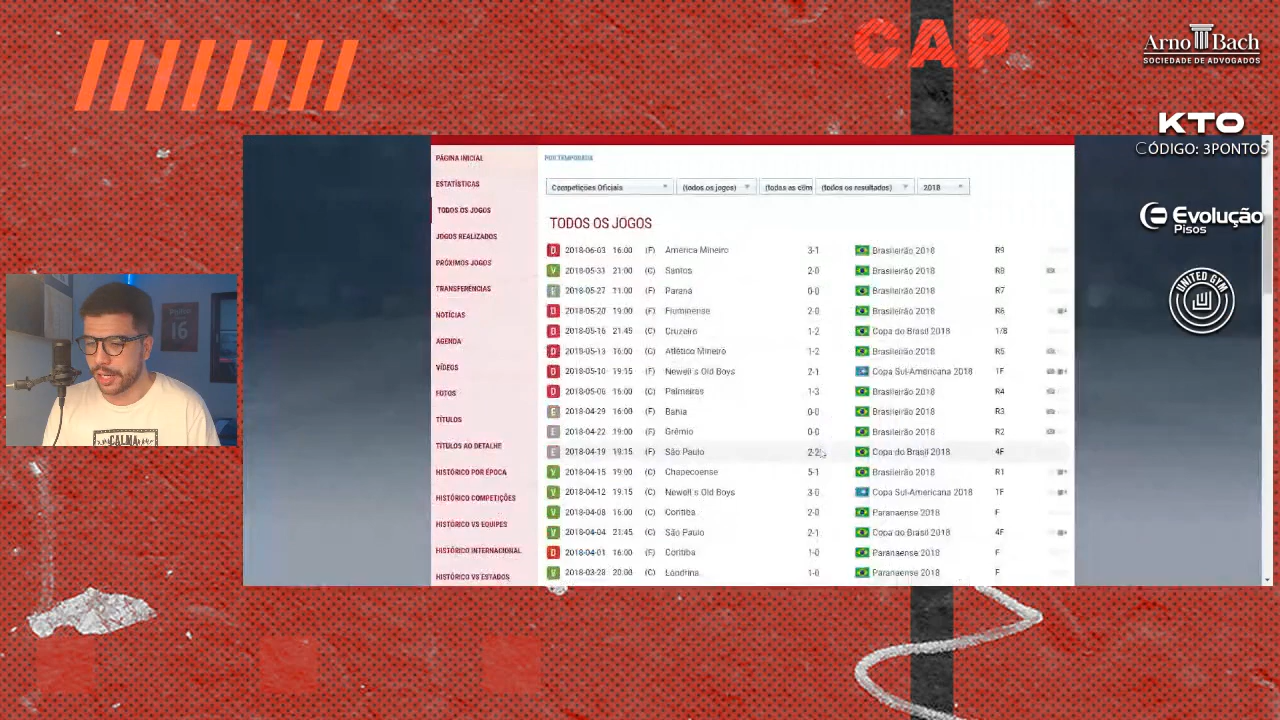 CAP
Arno Bach
SOCIEDADE DE ADVOGADOS
KTO
CÓDIGO: 3PONTOS
Evolução
Pisos
UNITED GYM
16
CALMA
PÁGINA INICIAL
ESTATÍSTICAS
TODOS OS JOGOS
JOGOS REALIZADOS
PRÓXIMOS JOGOS
TRANSFERÊNCIAS
NOTÍCIAS
AGENDA
VÍDEOS
FOTOS
TÍTULOS
TÍTULOS AO DETALHE
HISTÓRICO POR ÉPOCA
HISTÓRICO COMPETIÇÕES
HISTÓRICO VS EQUIPES
HISTÓRICO INTERNACIONAL
HISTÓRICO VS ESTADOS
POR TEMPORADA
Competições Oficiais (todos os jogos) (todas as com (todos os resultados) 2018
TODOS OS JOGOS
D 2018-06-03 16:00 (F) América Mineiro 3-1 Brasileirão 2018 R9
V 2018-05-31 21:00 (C) Santos 2-0 Brasileirão 2018 R8
E 2018-05-27 11:00 (F) Paraná 0-0 Brasileirão 2018 R7
D 2018-05-20 19:00 (F) Fluminense 2-0 Brasileirão 2018 R6
D 2018-05-16 21:45 (C) Cruzeiro 1-2 Copa do Brasil 2018 1/8
D 2018-05-13 16:00 (C) Atlético Mineiro 1-2 Brasileirão 2018 R5
D 2018-05-10 19:15 (F) Newell's Old Boys 2-1 Copa Sul-Americana 2018 1F
D 2018-05-06 16:00 (C) Palmeiras 1-3 Brasileirão 2018 R4
E 2018-04-29 16:00 (F) Bahia 0-0 Brasileirão 2018 R3
E 2018-04-22 19:00 (F) Grêmio 0-0 Brasileirão 2018 R2
E 2018-04-19 19:15 (F) São Paulo 2-2 Copa do Brasil 2018 4F
V 2018-04-15 19:00 (C) Chapecoense 5-1 Brasileirão 2018 R1
V 2018-04-12 19:15 (C) Newell's Old Boys 3-0 Copa Sul-Americana 2018 1F
V 2018-04-08 16:00 (C) Coritiba 2-0 Paranaense 2018 F
V 2018-04-04 21:45 (C) São Paulo 2-1 Copa do Brasil 2018 4F
D 2018-04-01 16:00 (F) Coritiba 1-0 Paranaense 2018 F
V 2018-03-28 20:00 (C) Londrina 1-0 Paranaense 2018 F